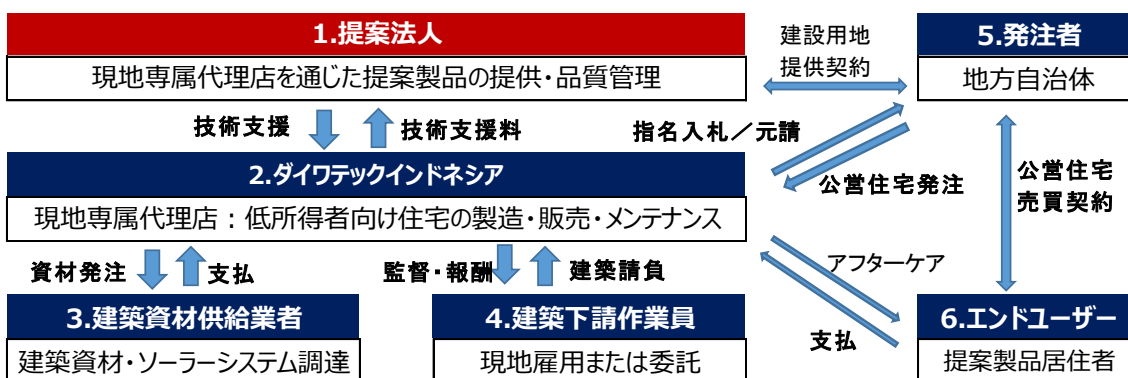 1.提案法人
現地専属代理店を通じた提案製品の提供・品質管理
建設用地
提供契約
5.発注者
地方自治体
技術支援
技術支援料
指名入札／元請
2.ダイワテックインドネシア
現地専属代理店：低所得者向け住宅の製造・販売・メンテナンス
公営住宅発注
公営住宅
売買契約
資材発注
支払
監督・報酬
建築請負
アフターケア
支払
3.建築資材供給業者
建築資材・ソーラーシステム調達
4.建築下請作業員
現地雇用または委託
6.エンドユーザー
提案製品居住者